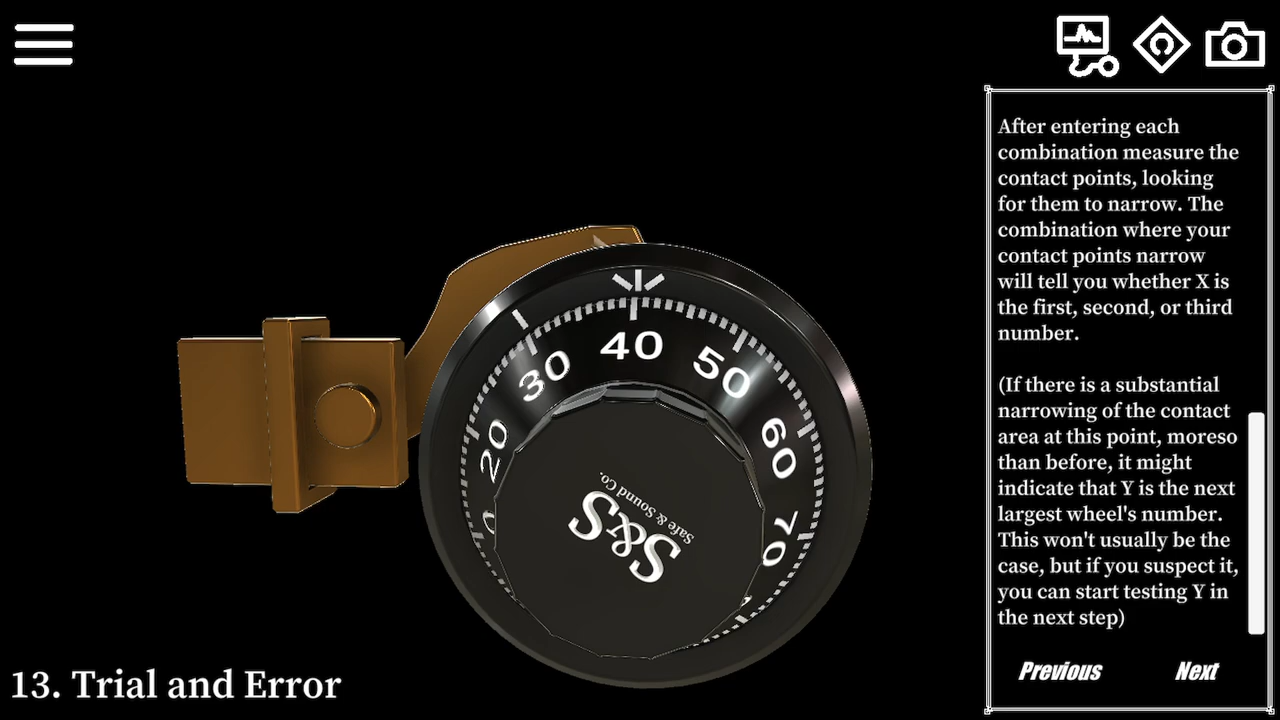 After entering each
combination measure the
contact points, looking
for them to narrow. The
combination where your
contact points narrow
will tell you whether X is
the first, second, or third
number.
(If there is a substantial
narrowing of the contact
area at this point, moreso
than before, it might
indicate that Y is the next
largest wheel's number.
This won't usually be the
case, but if you suspect it,
you can start testing Y in
the next step)
Previous Next
20 30 40 50 60 70
S&S
Safe & Sound Co.
13. Trial and Error